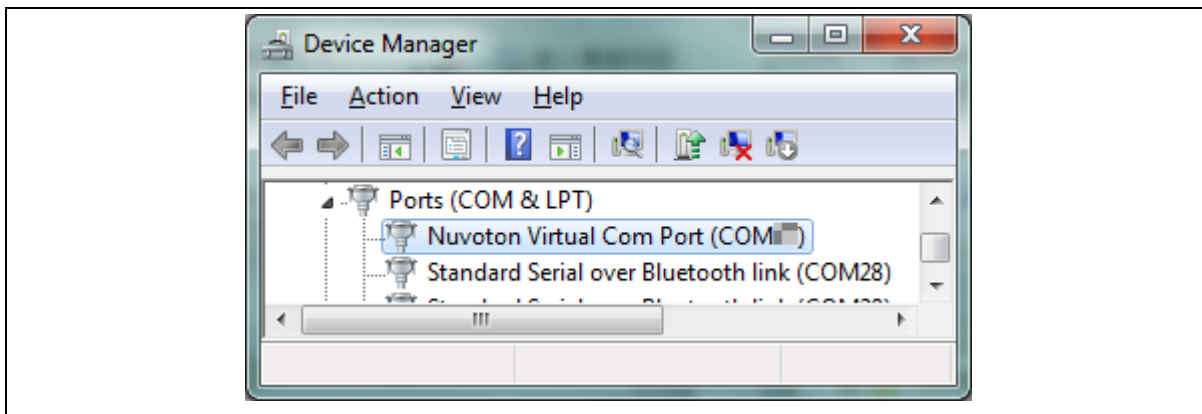 Device Manager
File Action View Help
Ports (COM & LPT)
Nuvoton Virtual Com Port (COM )
Standard Serial over Bluetooth link (COM28)